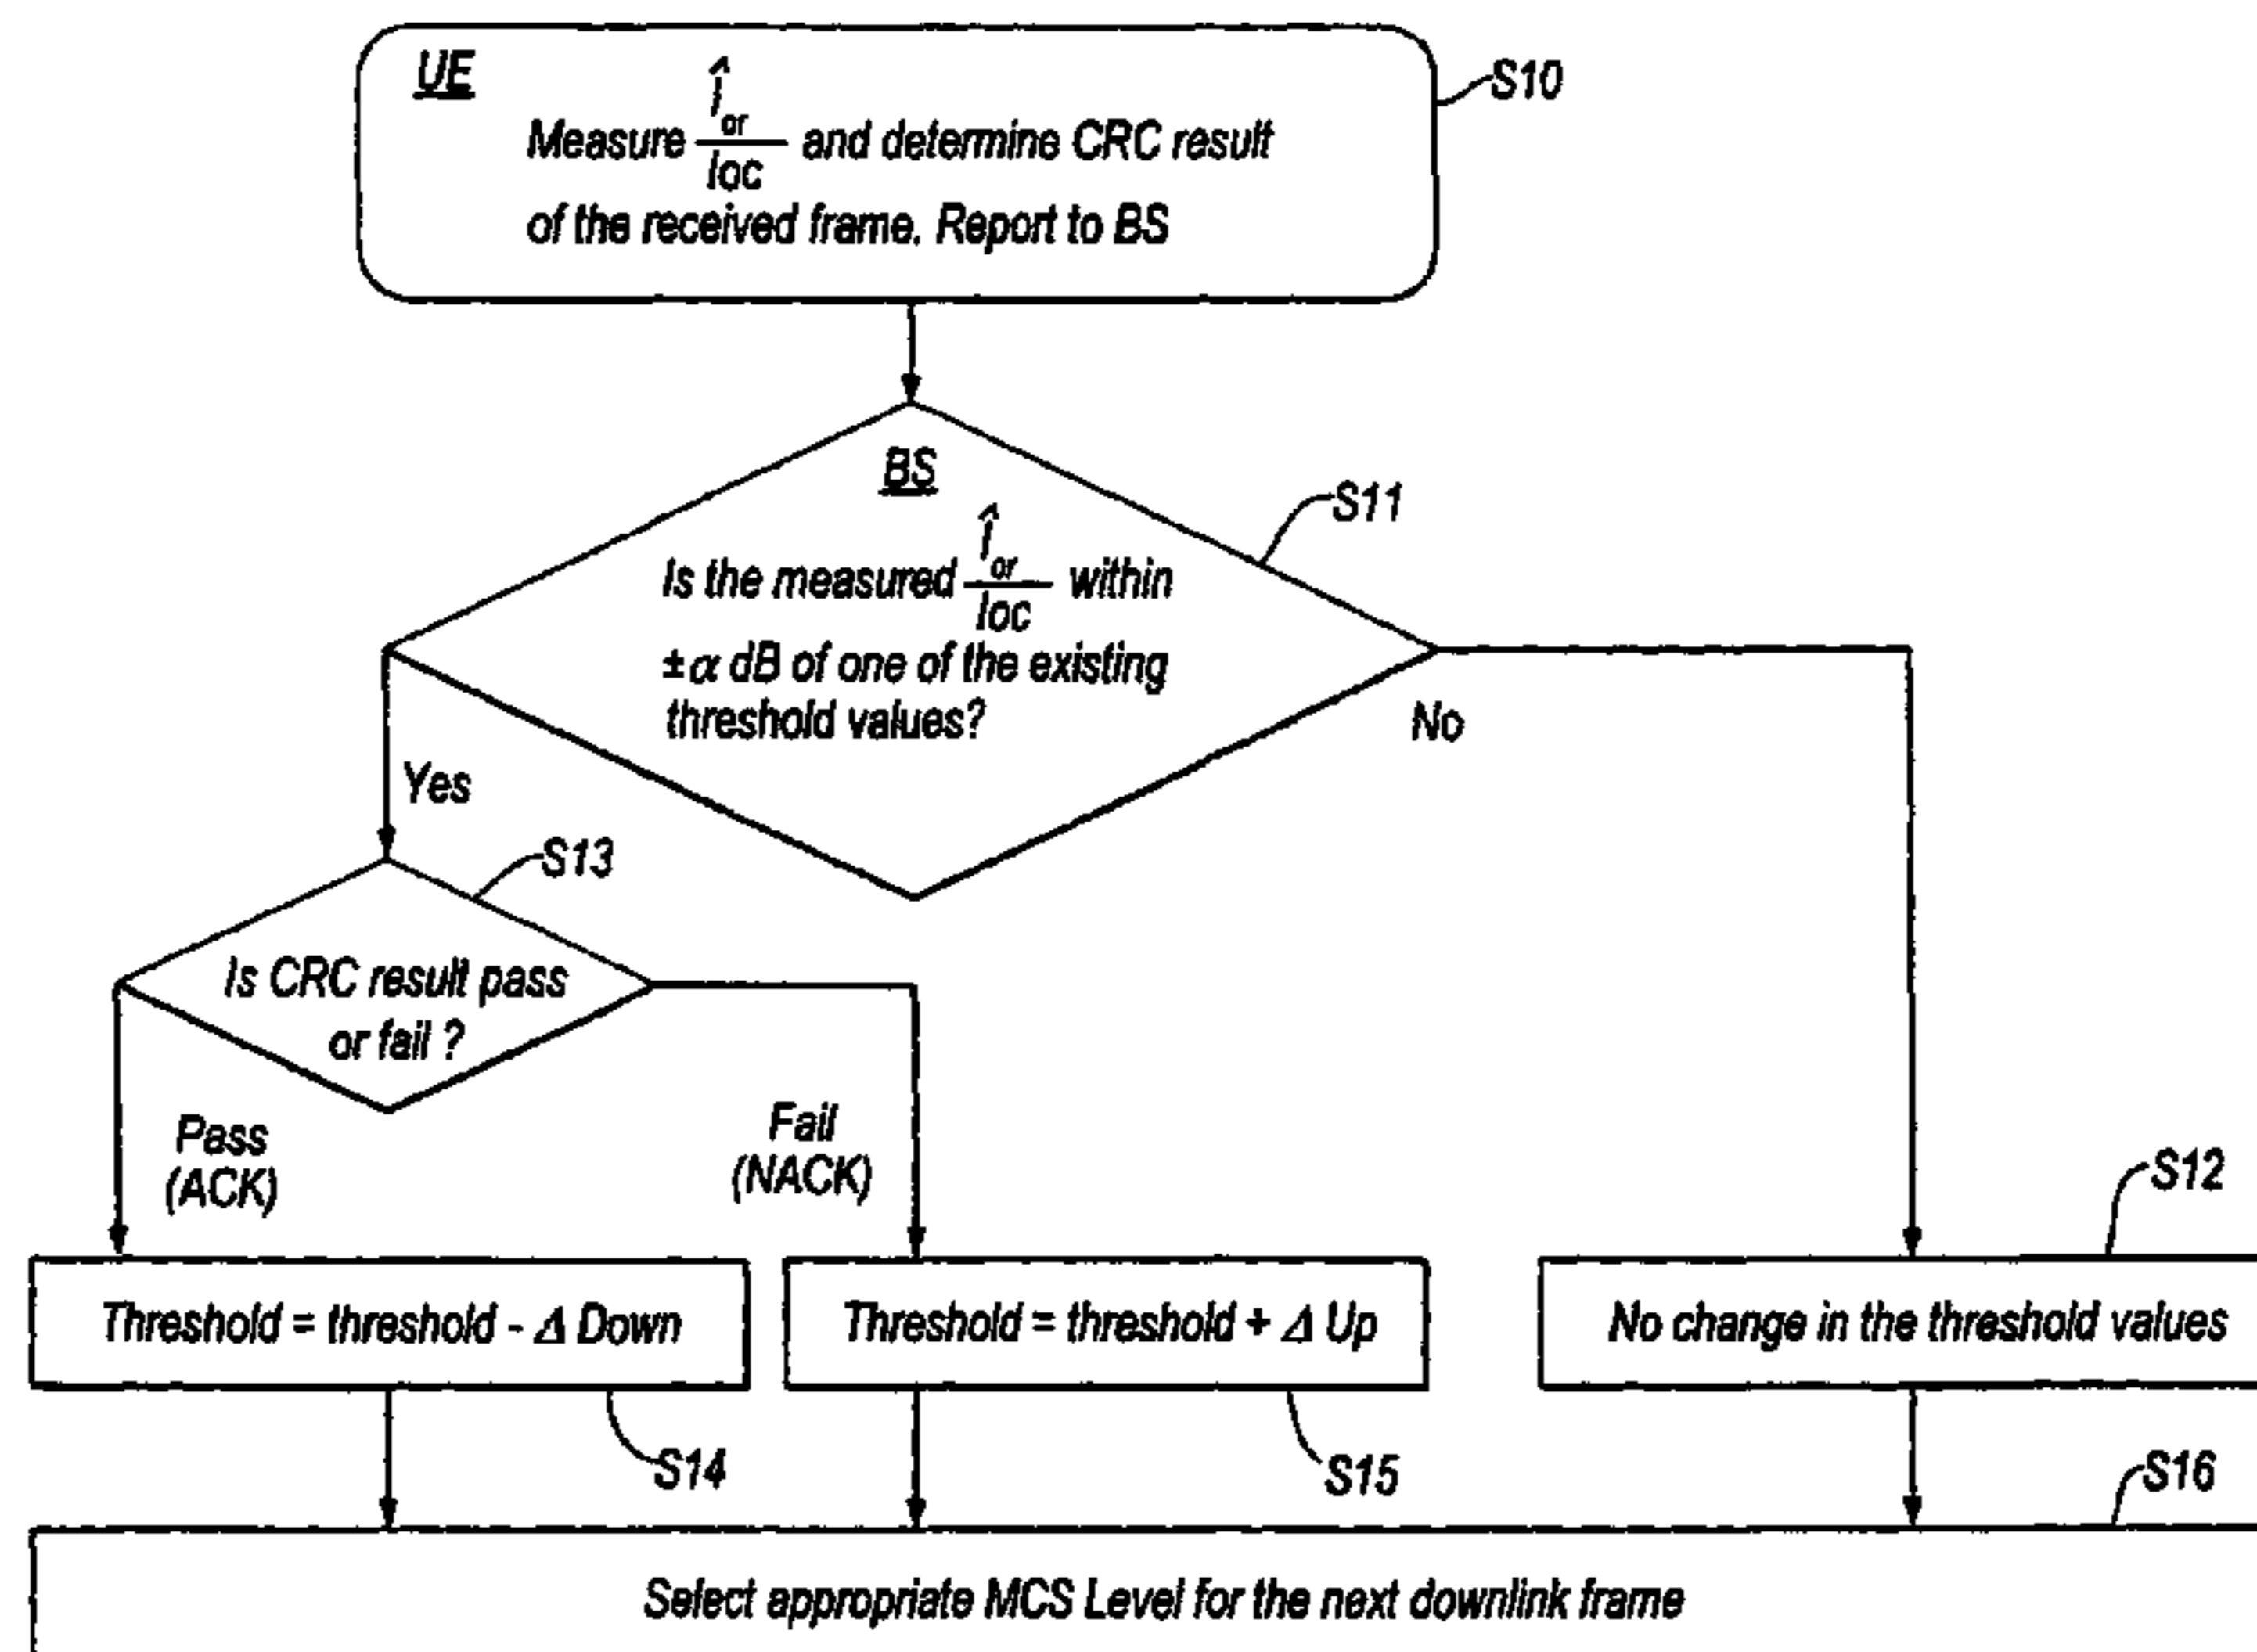 UE
S10
Measure Îor/Ioc and determine CRC result
of the received frame. Report to BS
BS
S11
Is the measured Îor/Ioc within
±α dB of one of the existing
threshold values?
No
Yes
S13
Is CRC result pass
or fail ?
Pass
(ACK)
Fail
(NACK)
S12
Threshold = threshold - Δ Down
Threshold = threshold + Δ Up
No change in the threshold values
S14
S15
S16
Select appropriate MCS Level for the next downlink frame